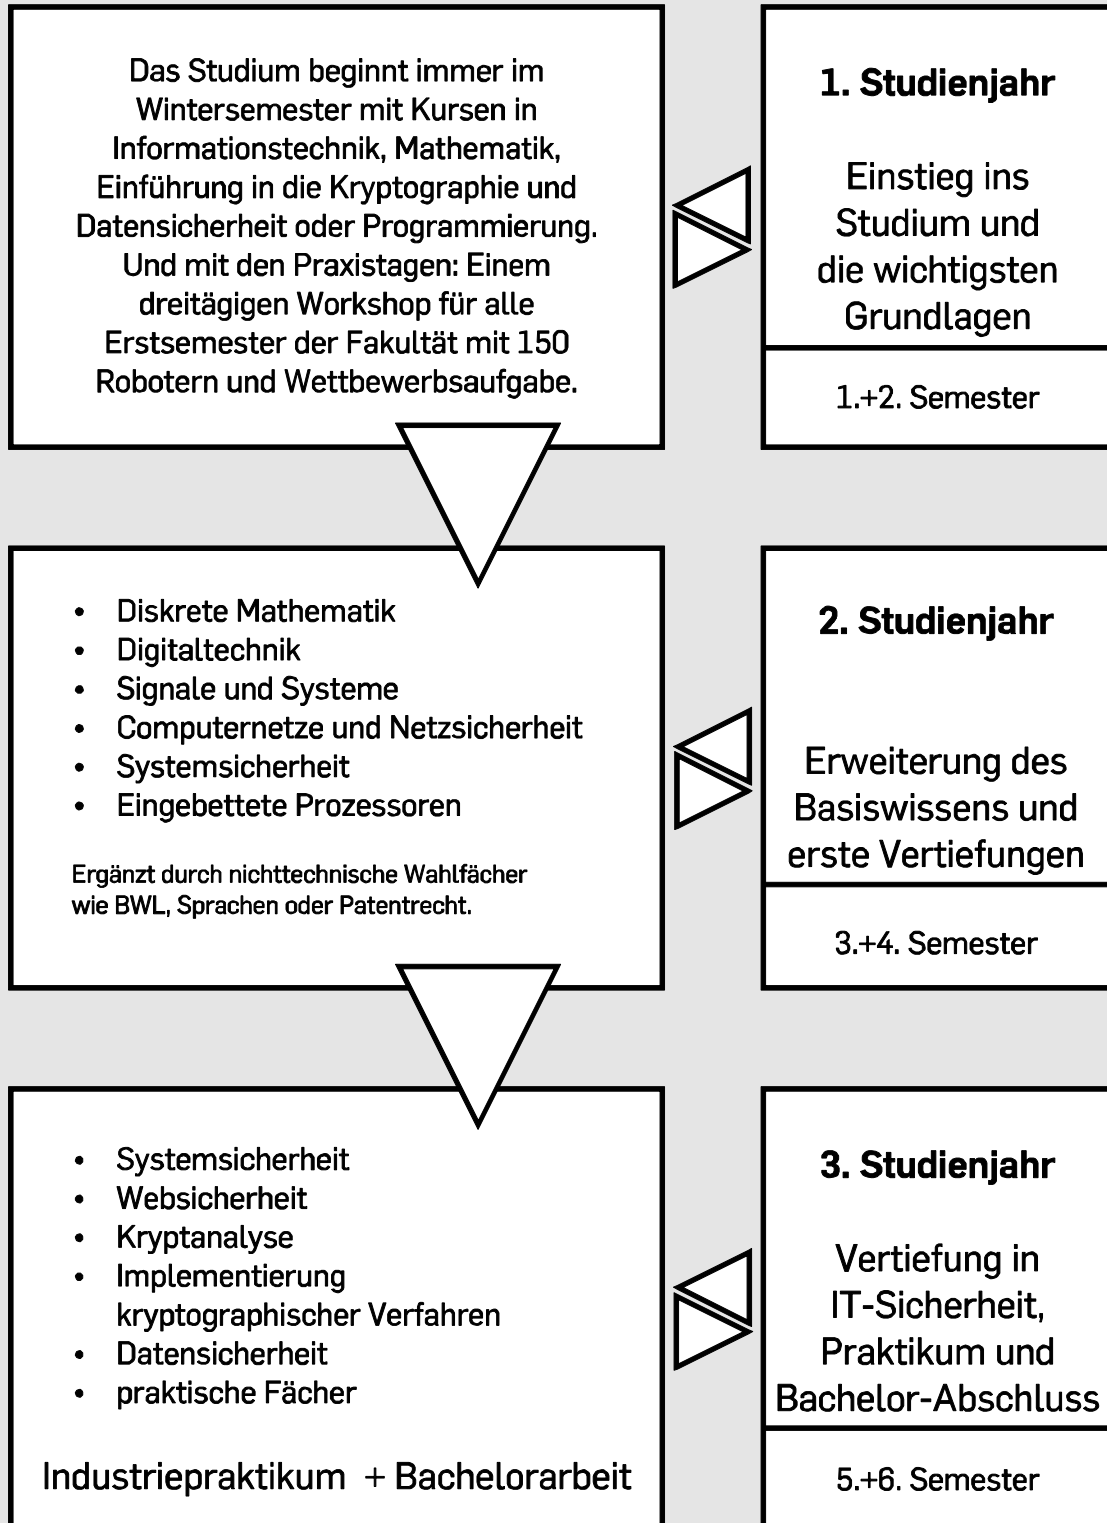 Das Studium beginnt immer im
Wintersemester mit Kursen in
Informationstechnik, Mathematik,
Einführung in die Kryptographie und
Datensicherheit oder Programmierung.
Und mit den Praxistagen: Einem
dreitägigen Workshop für alle
Erstsemester der Fakultät mit 150
Robotern und Wettbewerbsaufgabe.
1. Studienjahr
Einstieg ins
Studium und
die wichtigsten
Grundlagen
1.+2. Semester
• Diskrete Mathematik
• Digitaltechnik
• Signale und Systeme
• Computernetze und Netzsicherheit
• Systemsicherheit
• Eingebettete Prozessoren
Ergänzt durch nichttechnische Wahlfächer
wie BWL, Sprachen oder Patentrecht.
2. Studienjahr
Erweiterung des
Basiswissens und
erste Vertiefungen
3.+4. Semester
• Systemsicherheit
• Websicherheit
• Kryptanalyse
• Implementierung
kryptographischer Verfahren
• Datensicherheit
• praktische Fächer
Industriepraktikum + Bachelorarbeit
3. Studienjahr
Vertiefung in
IT-Sicherheit,
Praktikum und
Bachelor-Abschluss
5.+6. Semester